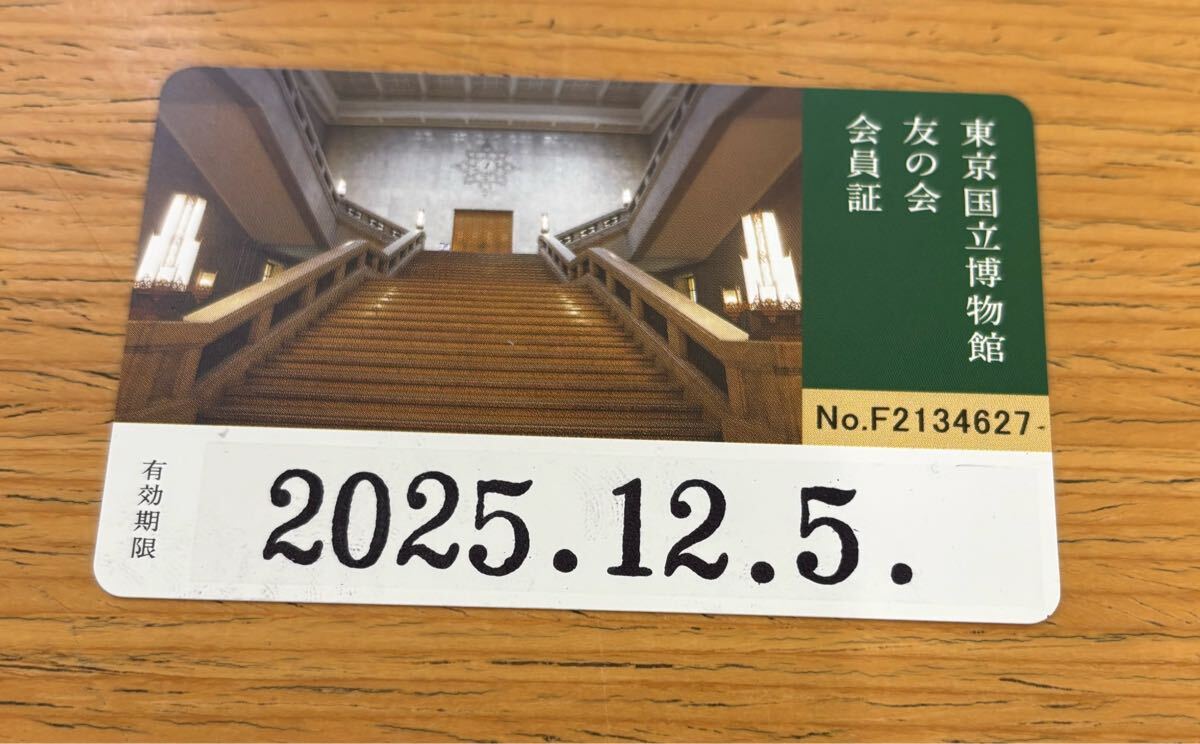 東京国立博物館
友の会
会員証
No.F2134627
有効期限
2025.12.5.